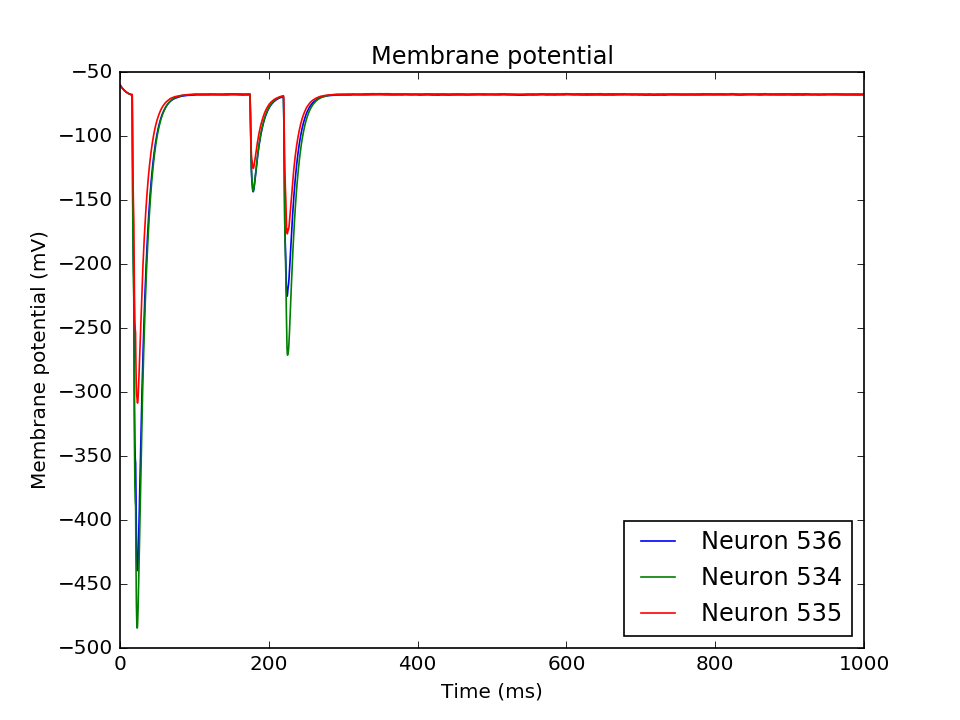 Membrane potential
Membrane potential (mV)
−50
−100
−150
−200
−250
−300
−350
−400
−450
−500
0 200 400 600 800 1000
Time (ms)
Neuron 536
Neuron 534
Neuron 535